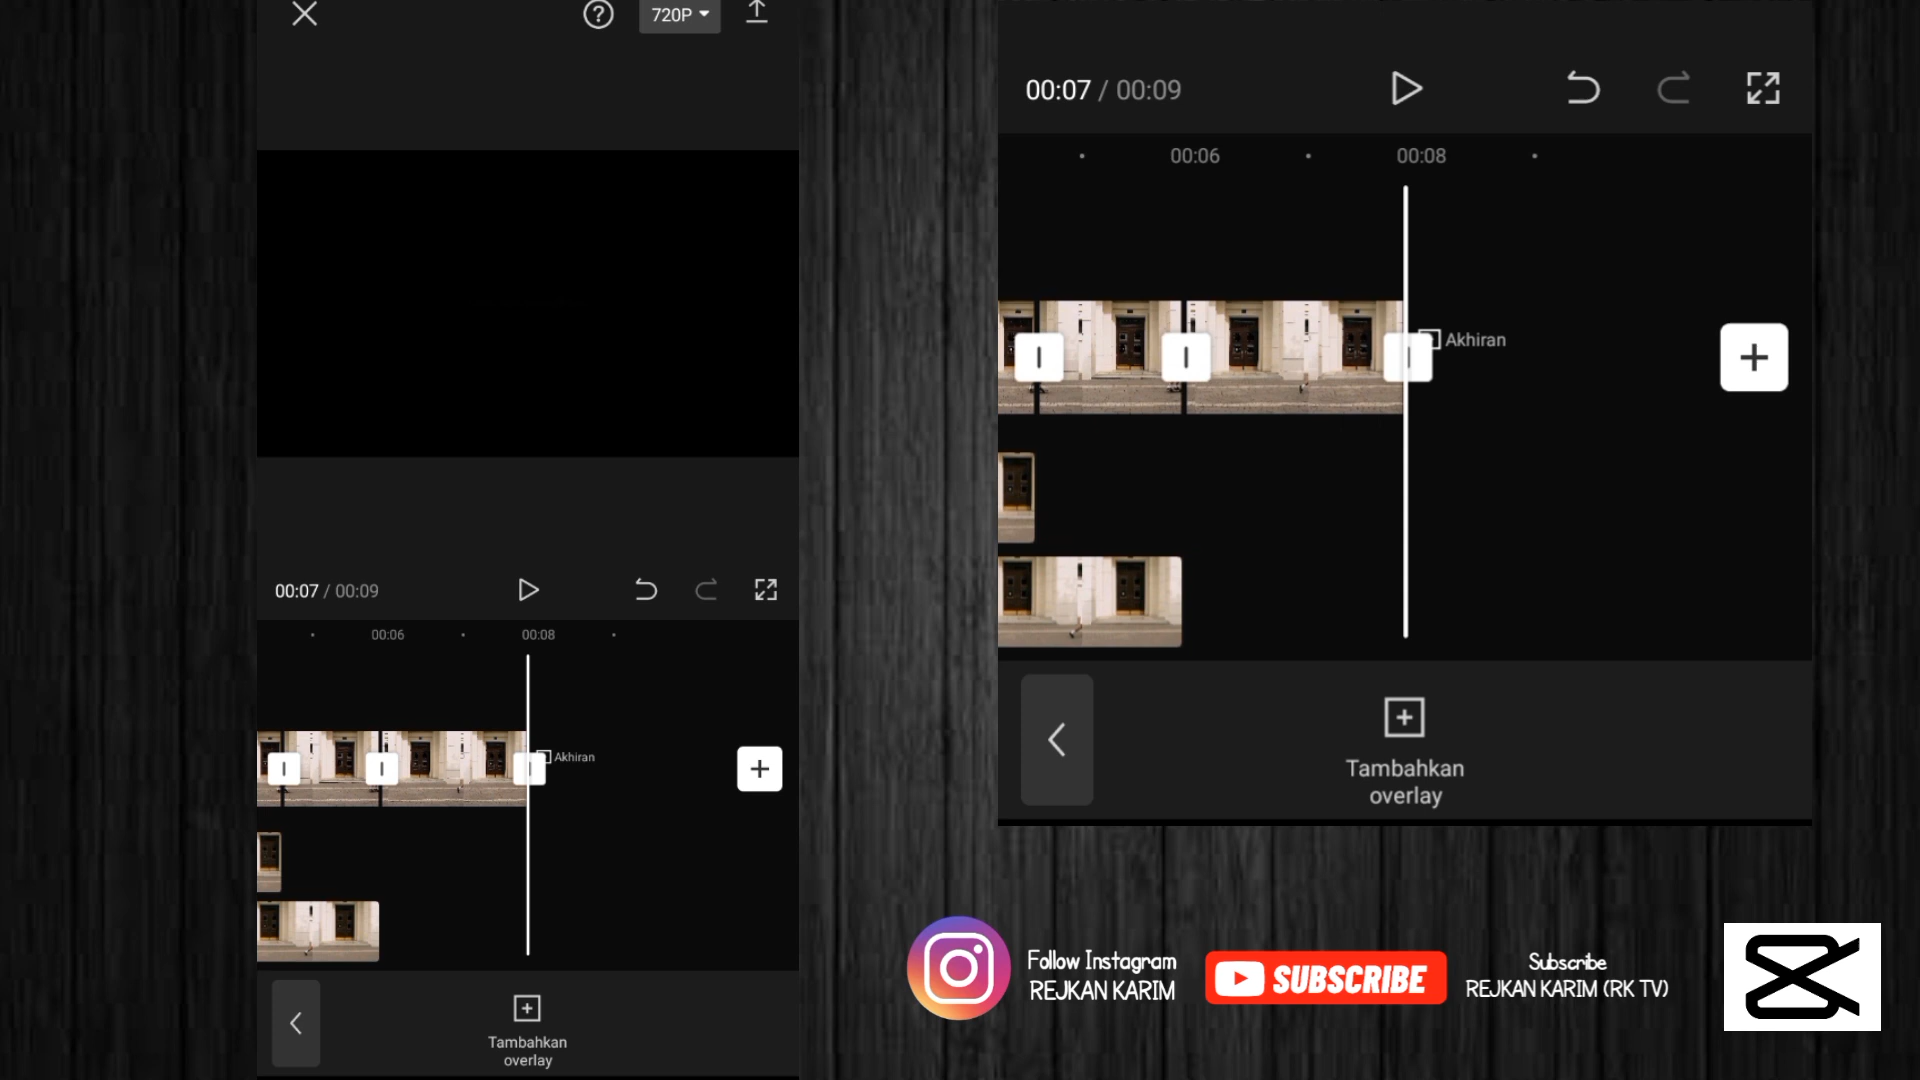 720P
00:07 / 00:09
00:06
00:08
Akhiran
Tambahkan
overlay
00:07 / 00:09
00:06
00:08
Akhiran
Tambahkan
overlay
Follow Instagram
REJKAN KARIM
SUBSCRIBE
Subscribe
REJKAN KARIM (RK TV)